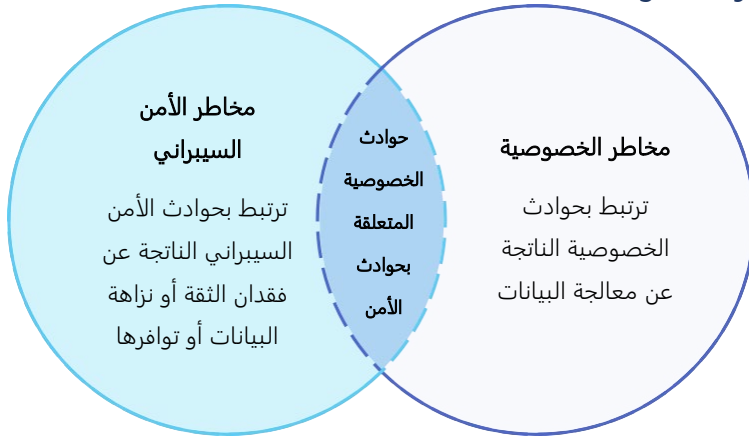 مخاطر الخصوصية
ترتبط بحوادث
الخصوصية الناتجة
عن معالجة البيانات
حوادث
الخصوصية
المتعلقة
بحوادث
الأمن
مخاطر الأمن
السيبراني
ترتبط بحوادث الأمن
السيبراني الناتجة عن
فقدان الثقة أو نزاهة
البيانات أو توافرها